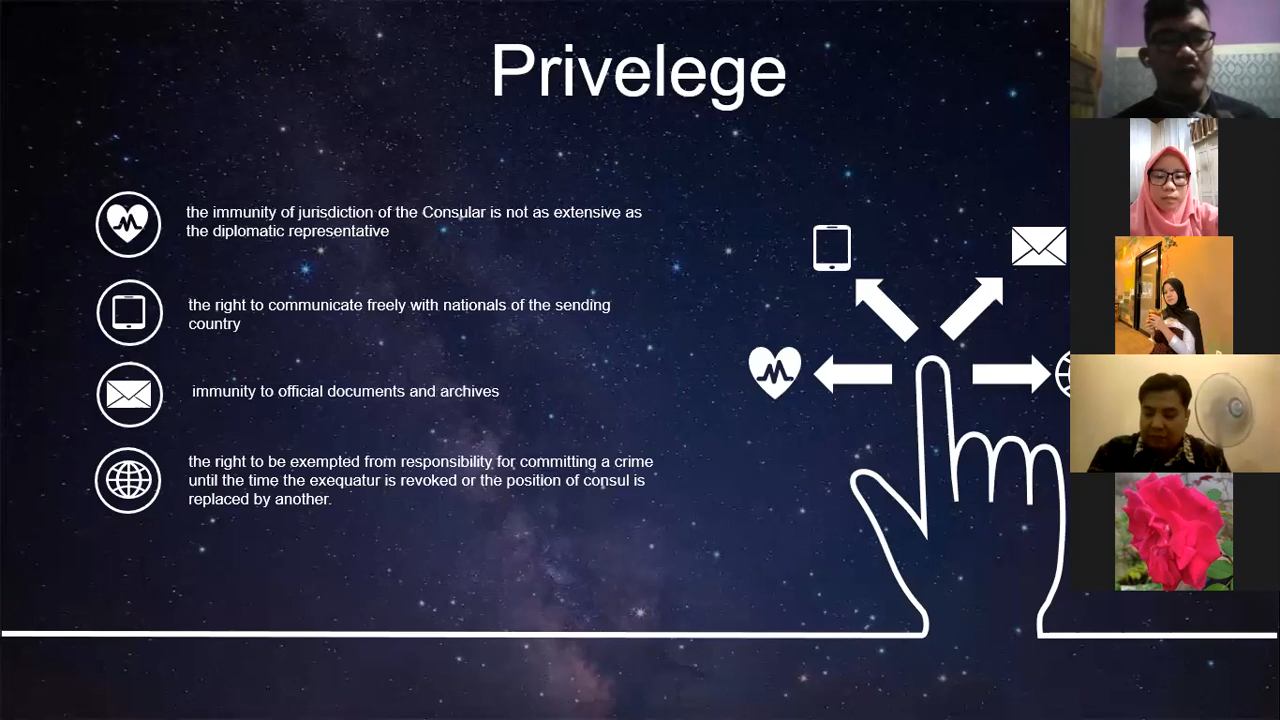 Privelege
the immunity of jurisdiction of the Consular is not as extensive as
the diplomatic representative
the right to communicate freely with nationals of the sending
country
immunity to official documents and archives
the right to be exempted from responsibility for committing a crime
until the time the exequatur is revoked or the position of consul is
replaced by another.